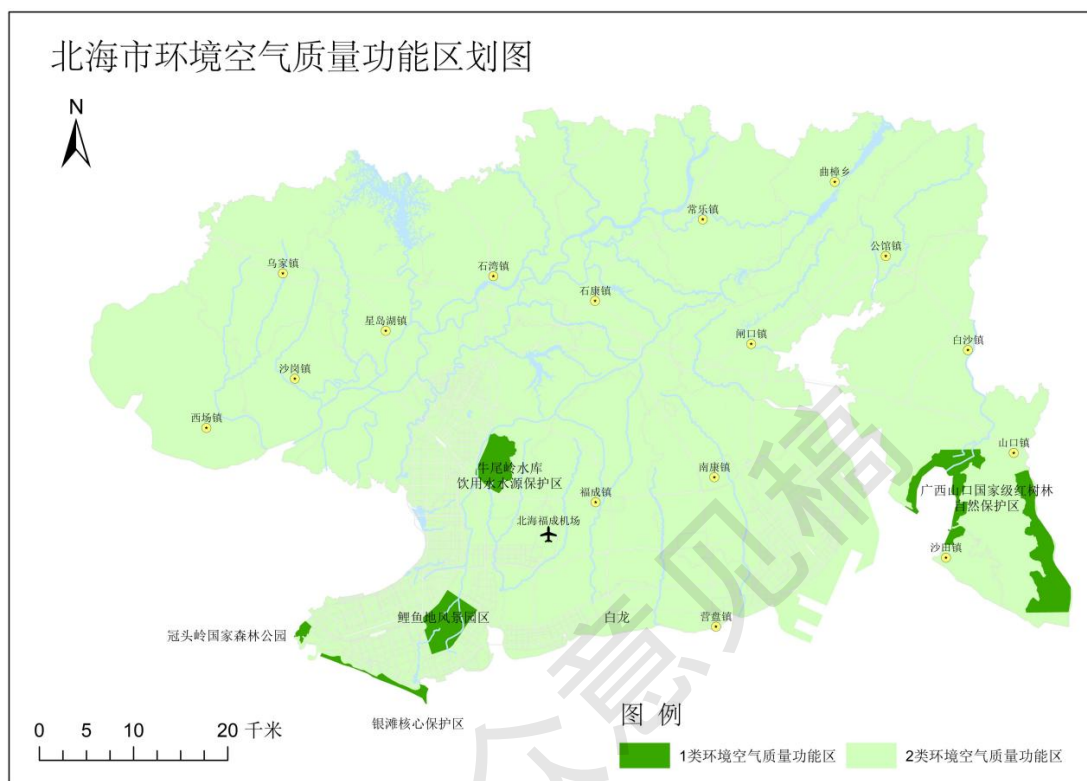 北海市环境空气质量功能区划图
N
曲樟乡
常乐镇
公馆镇
乌家镇
石湾镇
石康镇
星岛湖镇
闸口镇
白沙镇
沙岗镇
西场镇
山口镇
牛尾岭水库
饮用水水源保护区
南康镇
广西山口国家级红树林
自然保护区
福成镇
北海福成机场
沙田镇
鲤鱼地风景园区
白龙
营盘镇
冠头岭国家森林公园
银滩核心保护区
图 例
0 5 10 20 千米
1类环境空气质量功能区
2类环境空气质量功能区
众意见稿